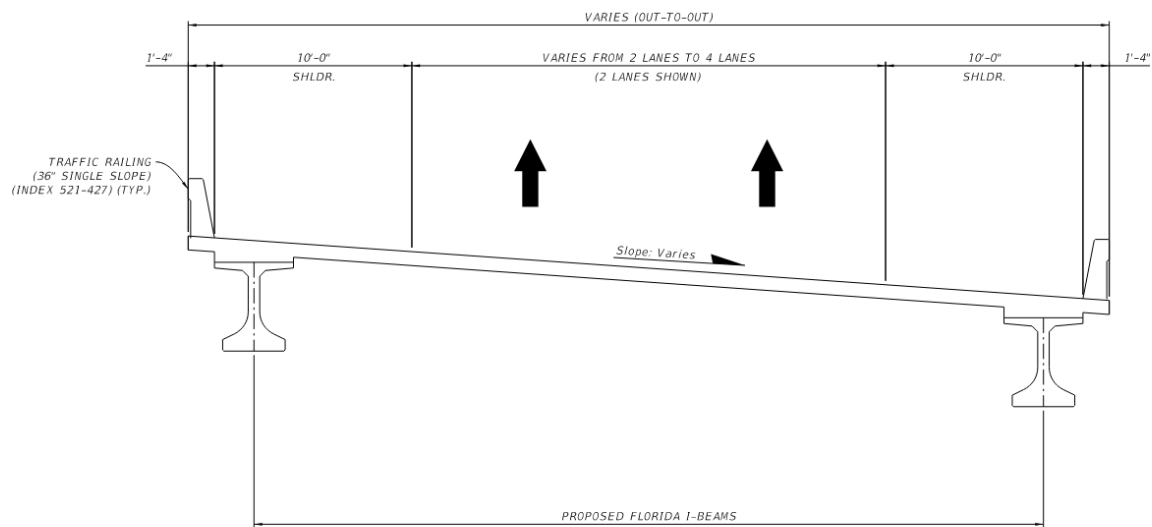 VARIES (OUT-TO-OUT)
1'-4"
10'-0"
VARIES FROM 2 LANES TO 4 LANES
10'-0"
1'-4"
SHLDR.
(2 LANES SHOWN)
SHLDR.
TRAFFIC RAILING
(36" SINGLE SLOPE)
(INDEX 521-427) (TYP.)
Slope: Varies
PROPOSED FLORIDA I-BEAMS